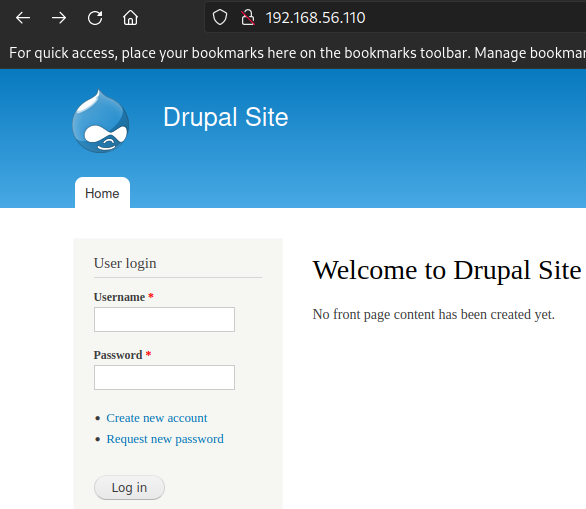 192.168.56.110
For quick access, place your bookmarks here on the bookmarks toolbar. Manage bookmar
Drupal Site
Home
User login
Username *
Password *
Create new account
Request new password
Log in
Welcome to Drupal Site
No front page content has been created yet.